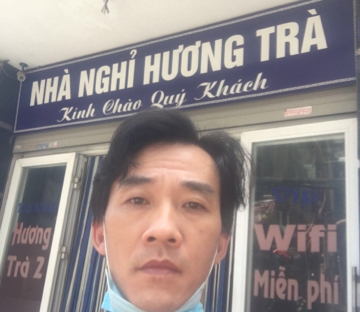 NHÀ NGHỈ HƯƠNG TRÀ
Kính Chào Quý Khách
Hương
Trà 2
Wifi
Miễn phí